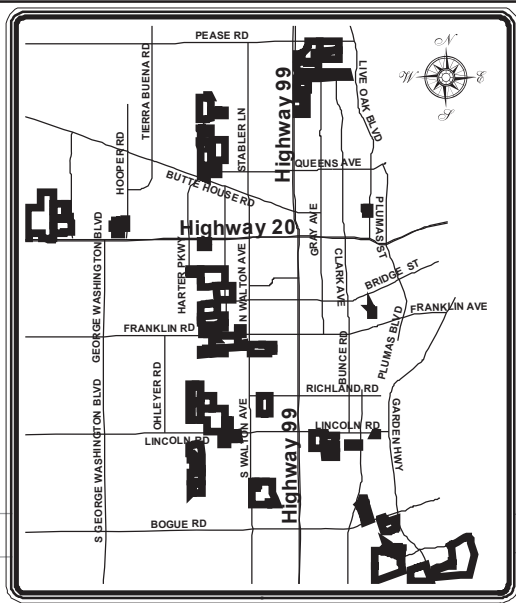 PEASE RD
N
W
E
S
TIERRA BUENA RD
HOOPER RD
STABLER LN
Highway 99
LIVE OAK BLVD
QUEENS AVE
BUTTE HOUSE RD
Highway 20
GRAY AVE
PLUMAS ST
GEORGE WASHINGTON BLVD
HARTER PKWY
N WALTON AVE
CLARK AVE
BRIDGE ST
FRANKLIN RD
FRANKLIN AVE
PLUMAS BLVD
BUNCE RD
OHLEYER RD
RICHLAND RD
S GEORGE WASHINGTON BLVD
LINCOLN RD
LINCOLN RD
S WALTON AVE
Highway 99
GARDEN HWY
BOGUE RD